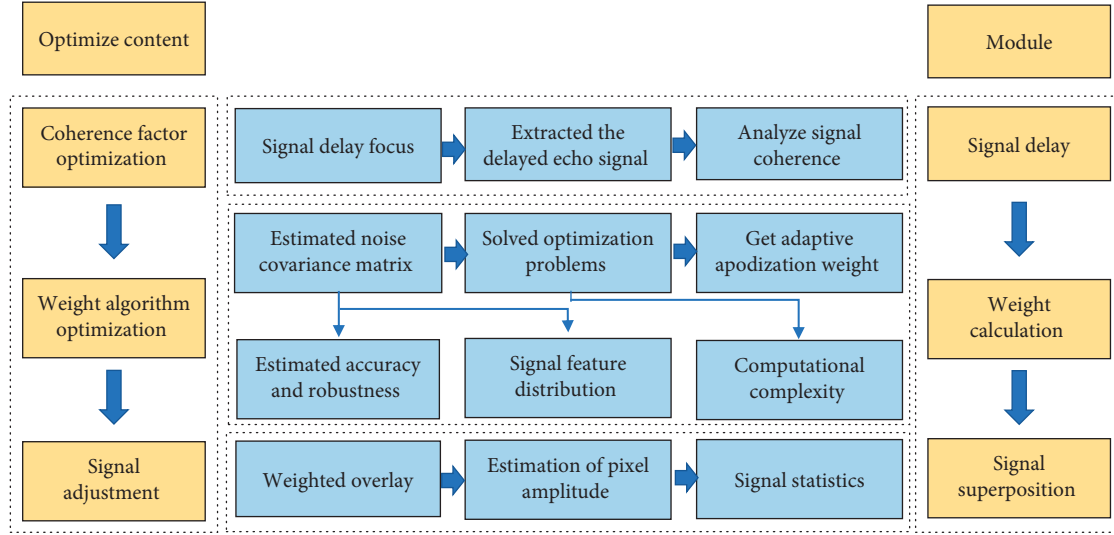 Optimize content
Module
Coherence factor
optimization
Signal delay focus
Extracted the
delayed echo signal
Analyze signal
coherence
Signal delay
Estimated noise
covariance matrix
Solved optimization
problems
Get adaptive
apodization weight
Weight algorithm
optimization
Weight
calculation
Estimated accuracy
and robustness
Signal feature
distribution
Computational
complexity
Signal
adjustment
Weighted overlay
Estimation of pixel
amplitude
Signal statistics
Signal
superposition